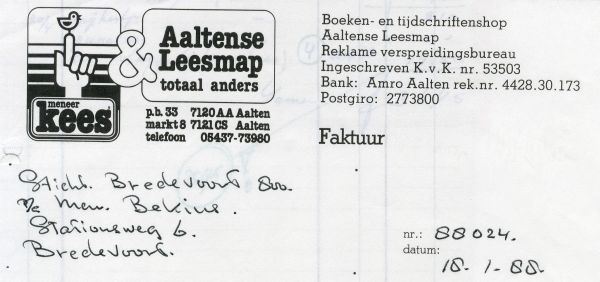 meneer
kees
&
Aaltense
Leesmap
totaal anders
p.b. 33 7120 AA Aalten
markt 8 7121 CS Aalten
telefoon 05437-73980
Boeken- en tijdschriftenshop
Aaltense Leesmap
Reklame verspreidingsbureau
Ingeschreven K.v.K. nr. 53503
Bank: Amro Aalten rek.nr. 4428.30.173
Postgiro: 2773800
Faktuur
Sticht. Bredevoort 800.
p/a Mew. Bekius.
Stationsweg 6.
Bredevoort.
nr.: 88024.
datum:
18. 1-88.